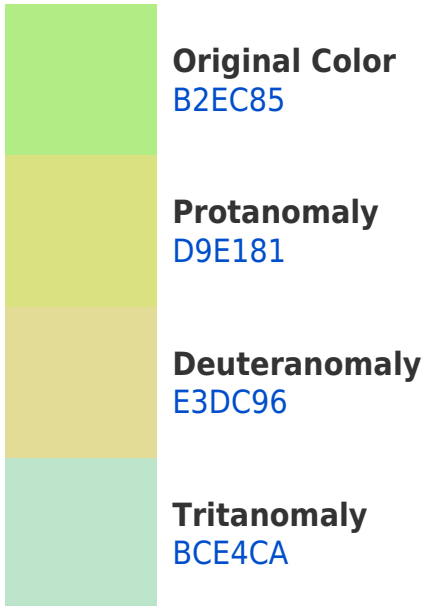 Original Color
B2EC85
Protanomaly
D9E181
Deuteranomaly
E3DC96
Tritanomaly
BCE4CA